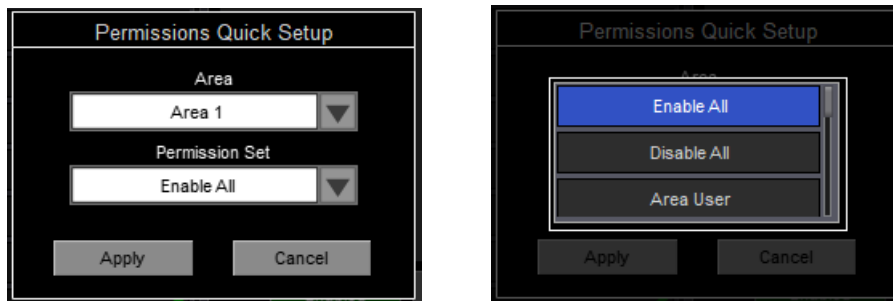 Permissions Quick Setup
Area
Area 1
Permission Set
Enable All
Apply Cancel
Permissions Quick Setup
Area
Enable All
Disable All
Area User
Apply Cancel